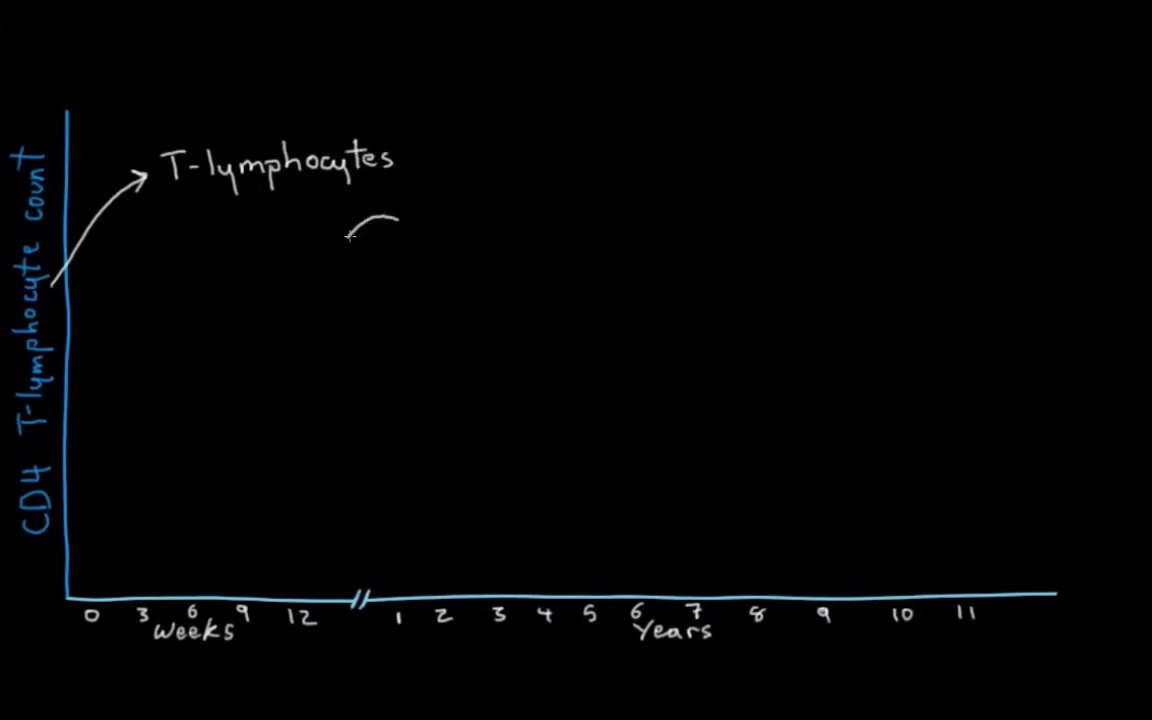 T-lymphocytes
CD4 T-lymphocyte count
0 3 6 9 12 1 2 3 4 5 6 7 8 9 10 11
Weeks Years